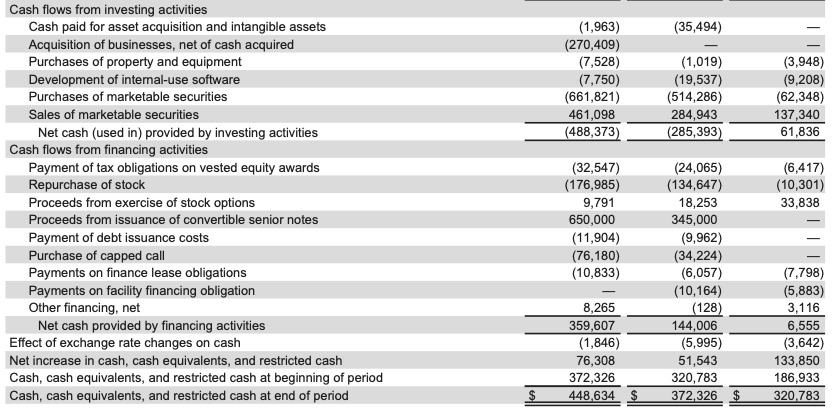 Cash flows from investing activities
Cash paid for asset acquisition and intangible assets (1,963) (35,494) —
Acquisition of businesses, net of cash acquired (270,409) — —
Purchases of property and equipment (7,528) (1,019) (3,948)
Development of internal-use software (7,750) (19,537) (9,208)
Purchases of marketable securities (661,821) (514,286) (62,348)
Sales of marketable securities 461,098 284,943 137,340
Net cash (used in) provided by investing activities (488,373) (285,393) 61,836
Cash flows from financing activities
Payment of tax obligations on vested equity awards (32,547) (24,065) (6,417)
Repurchase of stock (176,985) (134,647) (10,301)
Proceeds from exercise of stock options 9,791 18,253 33,838
Proceeds from issuance of convertible senior notes 650,000 345,000 —
Payment of debt issuance costs (11,904) (9,962) —
Purchase of capped call (76,180) (34,224) —
Payments on finance lease obligations (10,833) (6,057) (7,798)
Payments on facility financing obligation — (10,164) (5,883)
Other financing, net 8,265 (128) 3,116
Net cash provided by financing activities 359,607 144,006 6,555
Effect of exchange rate changes on cash (1,846) (5,995) (3,642)
Net increase in cash, cash equivalents, and restricted cash 76,308 51,543 133,850
Cash, cash equivalents, and restricted cash at beginning of period 372,326 320,783 186,933
Cash, cash equivalents, and restricted cash at end of period $ 448,634 $ 372,326 $ 320,783